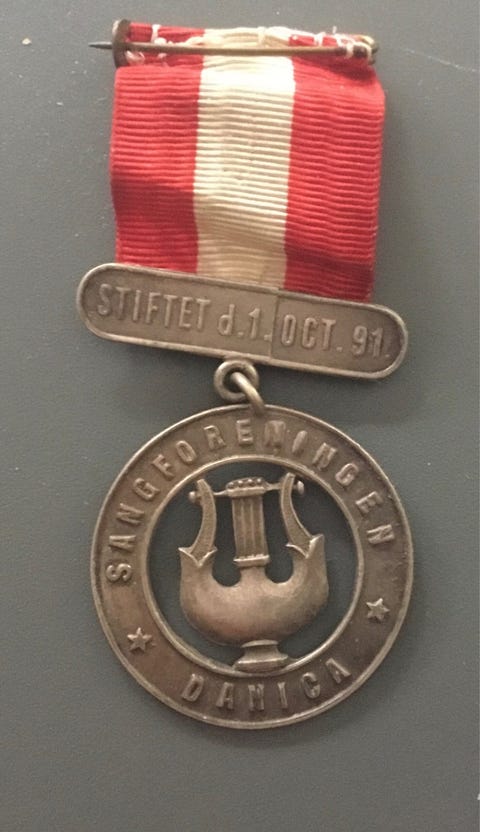 STIFTET d.1. OCT. 91.
SANGFORENINGEN
DANICA